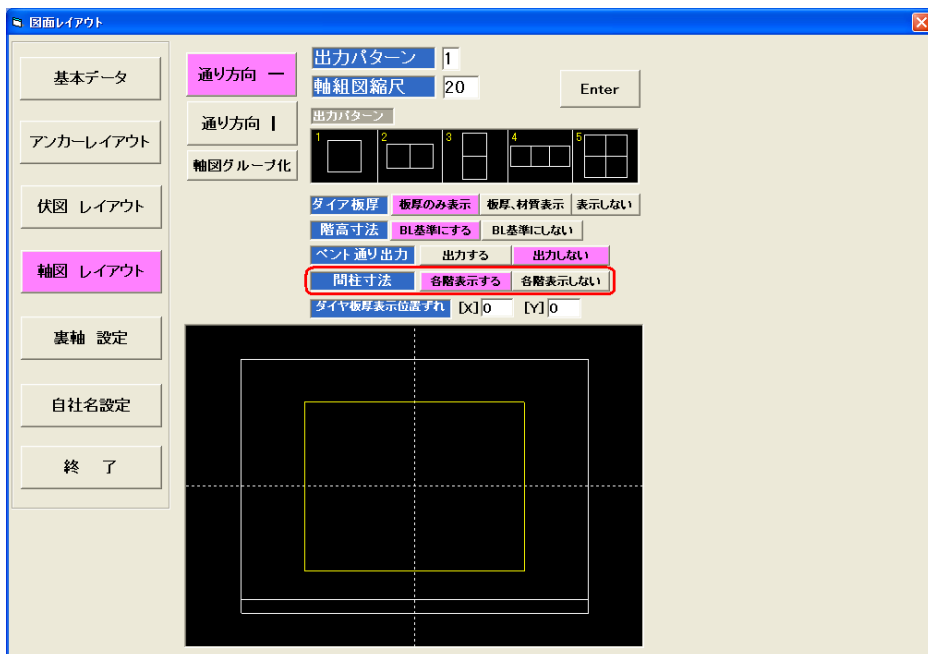 図面レイアウト
基本データ
アンカーレイアウト
伏図 レイアウト
軸図 レイアウト
裏軸 設定
自社名設定
終 了
通り方向 ー
通り方向 |
軸図グループ化
出力パターン 1
軸組図縮尺 20
Enter
出力パターン
1 2 3 4 5
ダイア板厚 板厚のみ表示 板厚、材質表示 表示しない
階高寸法 BL基準にする BL基準にしない
ベント通り出力 出力する 出力しない
間柱寸法 各階表示する 各階表示しない
ダイヤ板厚表示位置ずれ [X] 0 [Y] 0